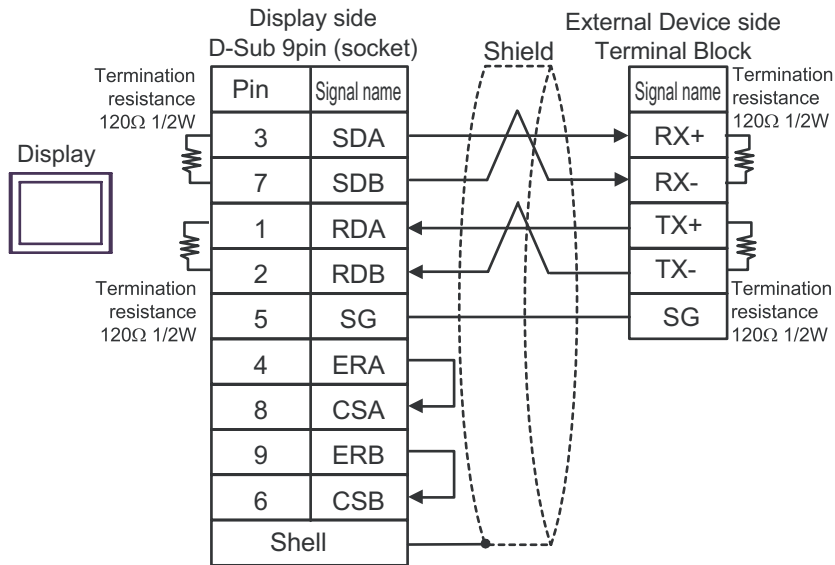 Display side
D-Sub 9pin (socket)
Shield
External Device side
Terminal Block
Termination
resistance
120Ω 1/2W
Pin Signal name
Signal name
Termination
resistance
120Ω 1/2W
Display
3 SDA
RX+
7 SDB
RX-
1 RDA
TX+
2 RDB
TX-
Termination
resistance
120Ω 1/2W
5 SG
SG
Termination
resistance
120Ω 1/2W
4 ERA
8 CSA
9 ERB
6 CSB
Shell